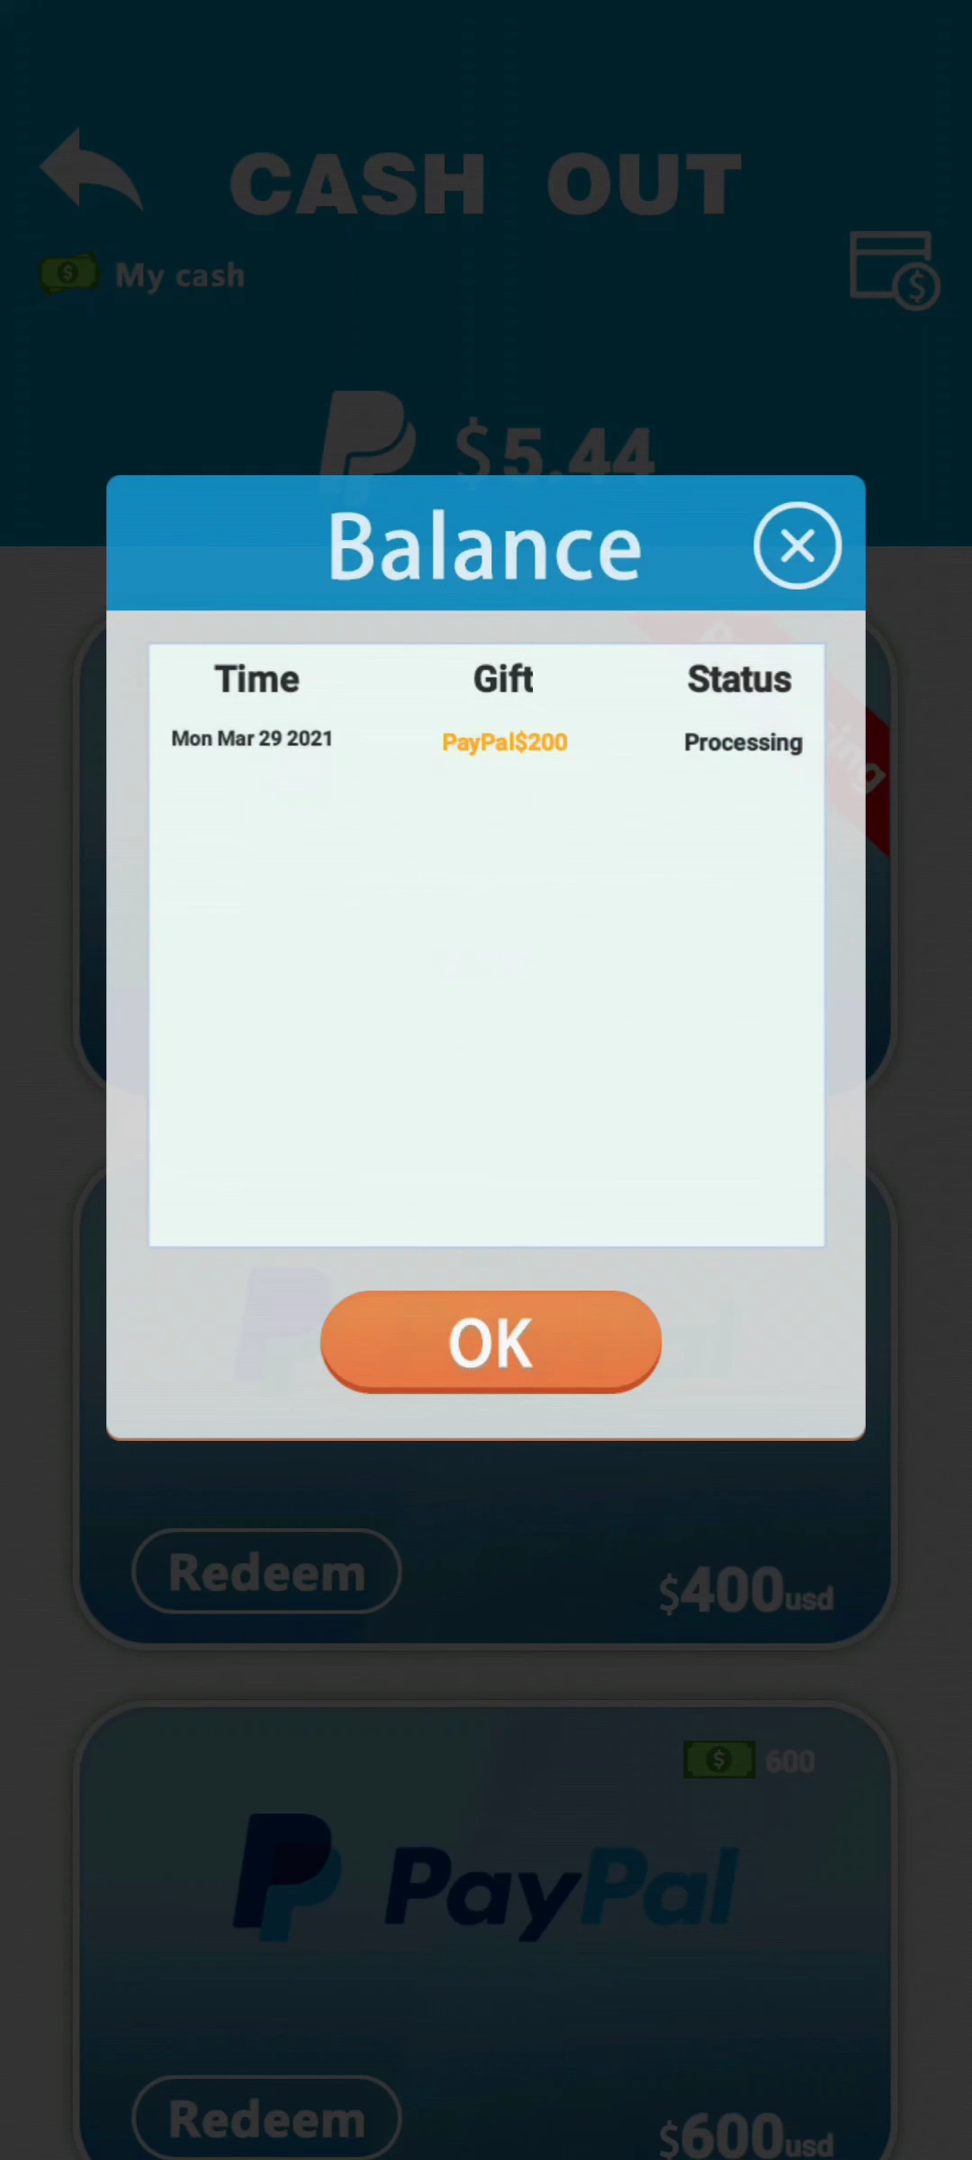 CASH OUT
My cash
$5.44
Balance
Time Gift Status
Mon Mar 29 2021 PayPal$200 Processing
OK
Redeem $400usd
600
PayPal
Redeem $600usd